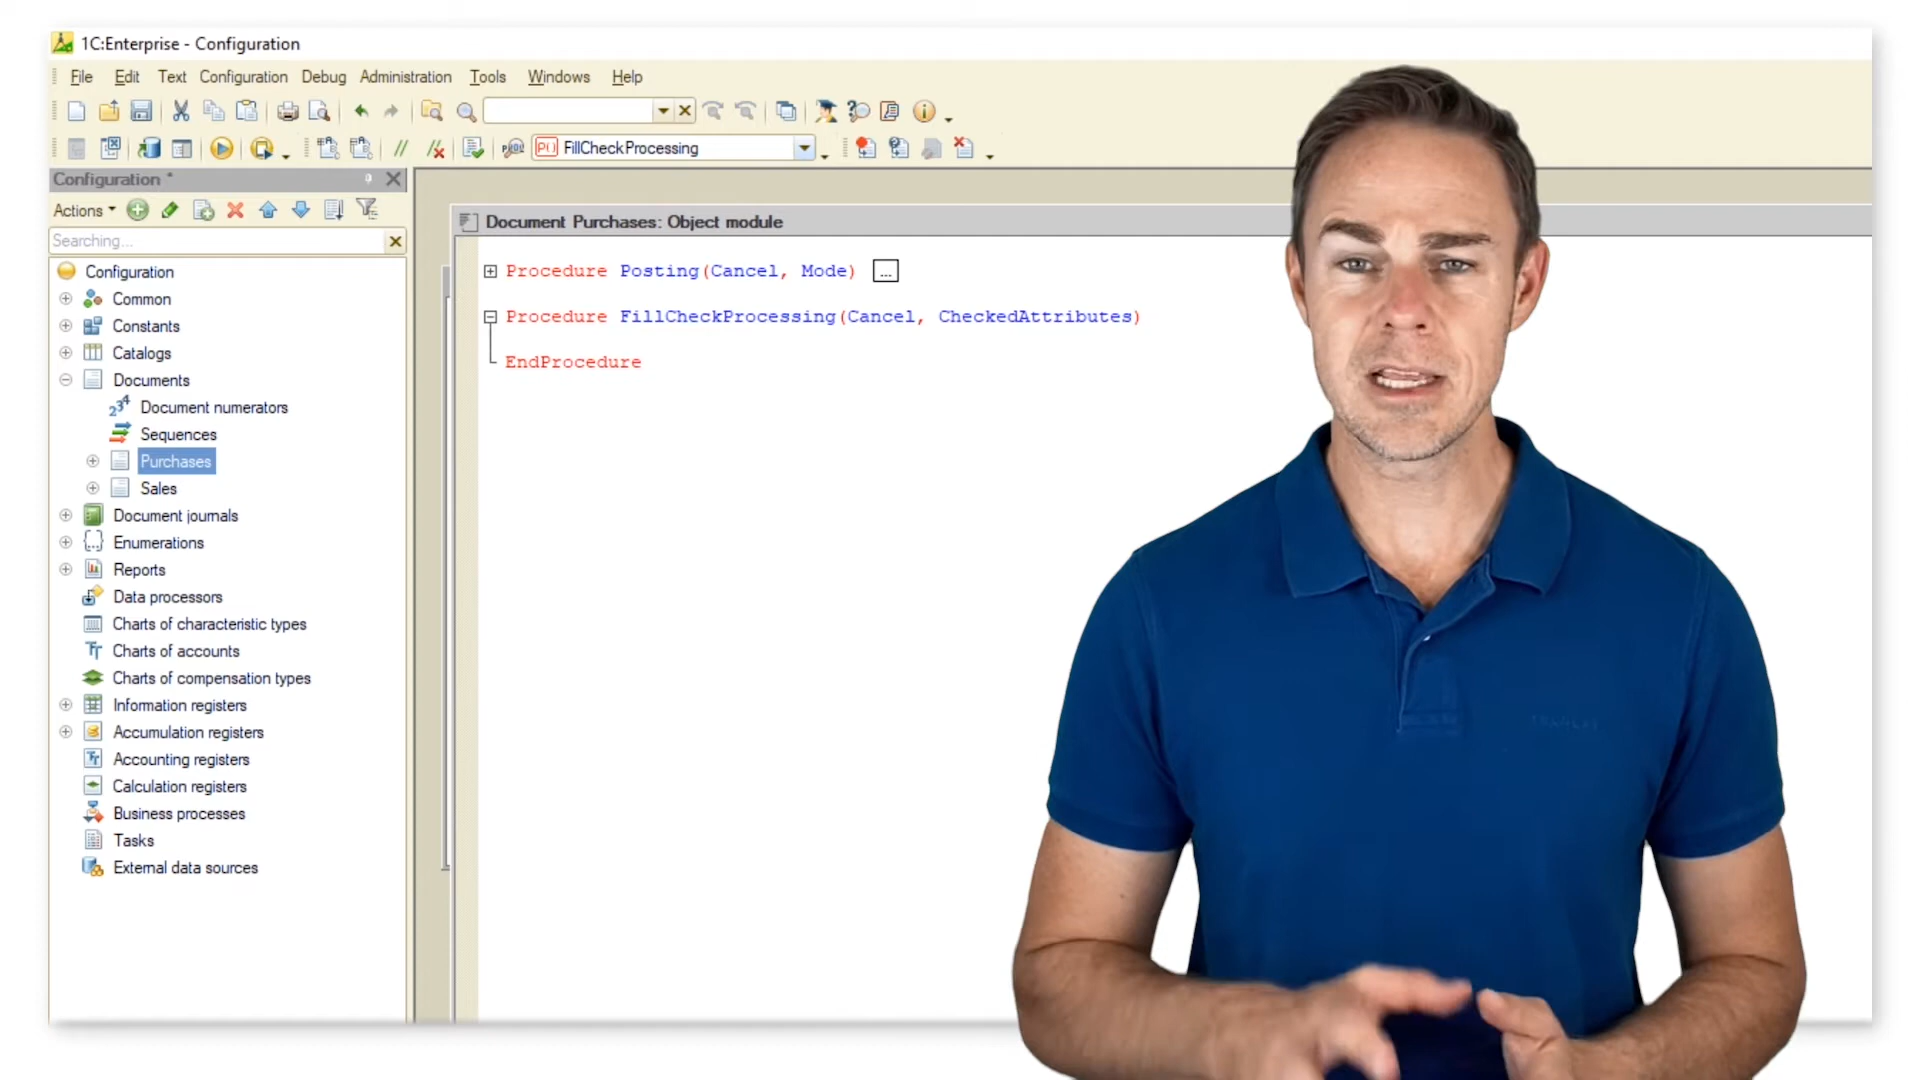 1C:Enterprise - Configuration
File Edit Text Configuration Debug Administration Tools Windows Help
FillCheckProcessing
Configuration *
Actions
Searching...
Configuration
Common
Constants
Catalogs
Documents
Document numerators
Sequences
Purchases
Sales
Document journals
Enumerations
Reports
Data processors
Charts of characteristic types
Charts of accounts
Charts of compensation types
Information registers
Accumulation registers
Accounting registers
Calculation registers
Business processes
Tasks
External data sources
Document Purchases: Object module
Procedure Posting(Cancel, Mode) ...
Procedure FillCheckProcessing(Cancel, CheckedAttributes)
EndProcedure